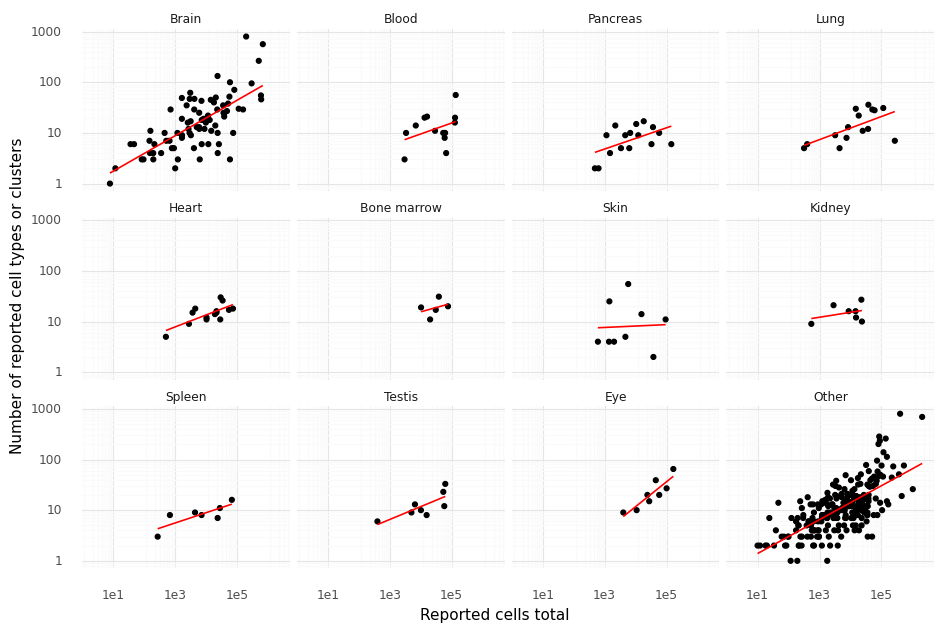 Brain Blood Pancreas Lung
1000
100
10
1
Heart Bone marrow Skin Kidney
1000
100
10
1
Spleen Testis Eye Other
1000
100
10
1
1e1 1e3 1e5 1e1 1e3 1e5 1e1 1e3 1e5 1e1 1e3 1e5
Reported cells total
Number of reported cell types or clusters